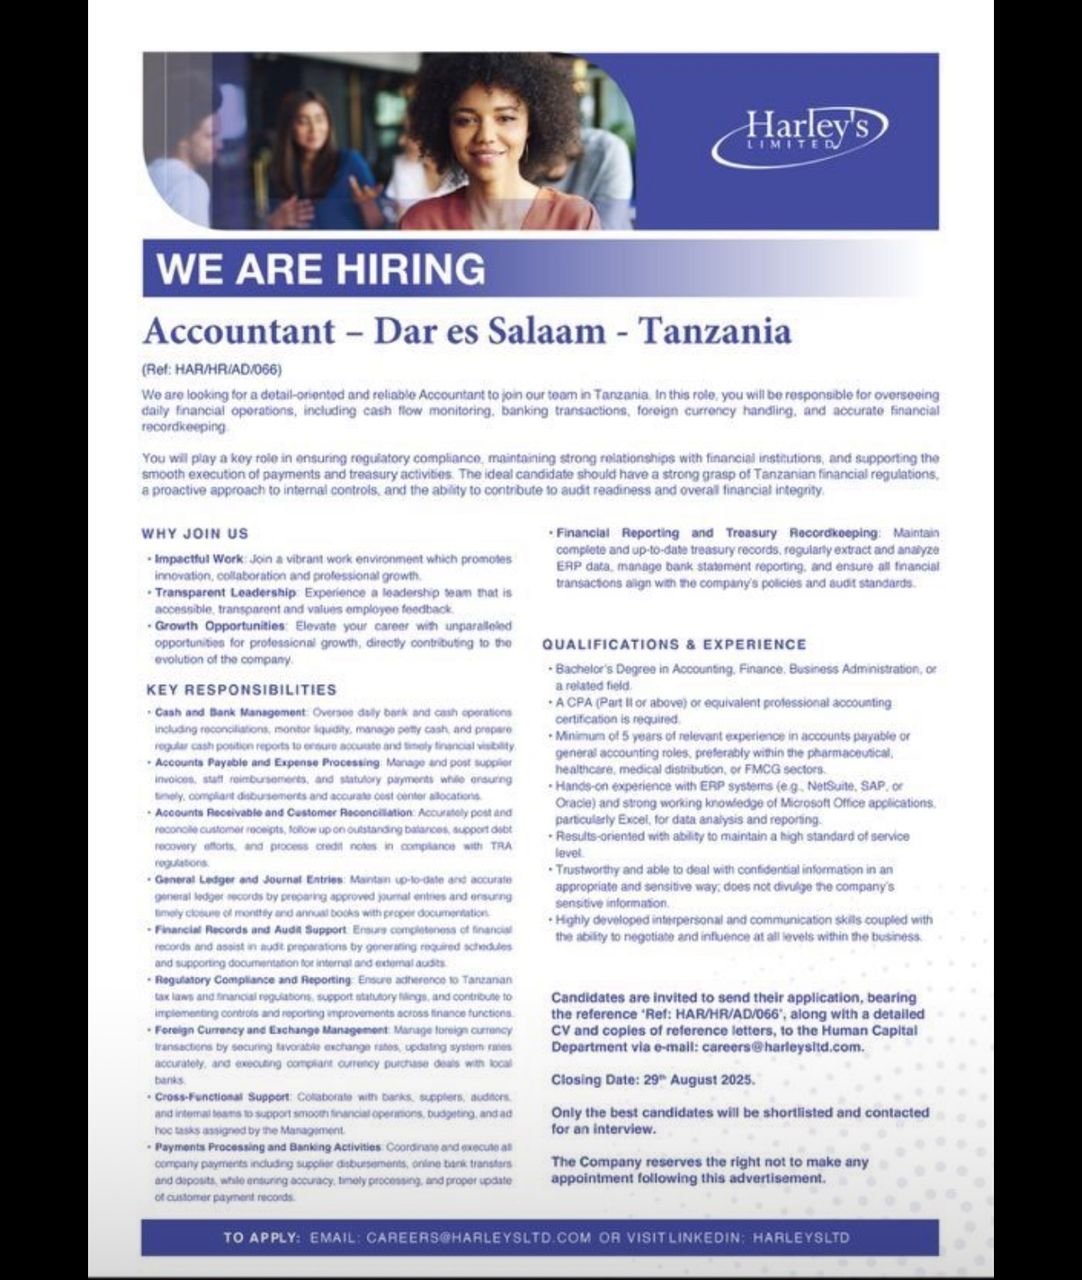 Harley's
LIMITED
WE ARE HIRING
Accountant – Dar es Salaam - Tanzania
(Ref: HAR/HR/AD/066)
We are looking for a detail-oriented and reliable Accountant to join our team in Tanzania. In this role, you will be responsible for overseeing
daily financial operations, including cash flow monitoring, banking transactions, foreign currency handling, and accurate financial
recordkeeping.
You will play a key role in ensuring regulatory compliance, maintaining strong relationships with financial institutions, and supporting the
smooth execution of payments and treasury activities. The ideal candidate should have a strong grasp of Tanzanian financial regulations,
a proactive approach to internal controls, and the ability to contribute to audit readiness and overall financial integrity.
WHY JOIN US
• Impactful Work: Join a vibrant work environment which promotes
innovation, collaboration and professional growth.
• Transparent Leadership: Experience a leadership team that is
accessible, transparent and values employee feedback.
• Growth Opportunities: Elevate your career with unparalleled
opportunities for professional growth, directly contributing to the
evolution of the company.
KEY RESPONSIBILITIES
• Cash and Bank Management: Oversee daily bank and cash operations
including reconciliations, monitor liquidity, manage petty cash, and prepare
regular cash position reports to ensure accurate and timely financial visibility.
• Accounts Payable and Expense Processing: Manage and post supplier
invoices, staff reimbursements, and statutory payments while ensuring
timely, compliant disbursements and accurate cost center allocations.
• Accounts Receivable and Customer Reconciliation: Accurately post and
reconcile customer receipts, follow up on outstanding balances, support debt
recovery efforts, and process credit notes in compliance with TRA
regulations.
• General Ledger and Journal Entries: Maintain up-to-date and accurate
general ledger records by preparing approved journal entries and ensuring
timely closure of monthly and annual books with proper documentation.
• Financial Records and Audit Support: Ensure completeness of financial
records and assist in audit preparations by generating required schedules
and supporting documentation for internal and external audits.
• Regulatory Compliance and Reporting: Ensure adherence to Tanzanian
tax laws and financial regulations, support statutory filings, and contribute to
implementing controls and reporting improvements across finance functions.
• Foreign Currency and Exchange Management: Manage foreign currency
transactions by securing favorable exchange rates, updating system rates
accurately, and executing compliant currency purchase deals with local
banks.
• Cross-Functional Support: Collaborate with banks, suppliers, auditors,
and internal teams to support smooth financial operations, budgeting, and ad
hoc tasks assigned by the Management.
• Payments Processing and Banking Activities: Coordinate and execute all
company payments including supplier disbursements, online bank transfers
and deposits, while ensuring accuracy, timely processing, and proper update
of customer payment records.
• Financial Reporting and Treasury Recordkeeping: Maintain
complete and up-to-date treasury records, regularly extract and analyze
ERP data, manage bank statement reporting, and ensure all financial
transactions align with the company's policies and audit standards.
QUALIFICATIONS & EXPERIENCE
• Bachelor's Degree in Accounting, Finance, Business Administration, or
a related field.
• A CPA (Part II or above) or equivalent professional accounting
certification is required.
• Minimum of 5 years of relevant experience in accounts payable or
general accounting roles, preferably within the pharmaceutical,
healthcare, medical distribution, or FMCG sectors.
• Hands-on experience with ERP systems (e.g., NetSuite, SAP, or
Oracle) and strong working knowledge of Microsoft Office applications,
particularly Excel, for data analysis and reporting.
• Results-oriented with ability to maintain a high standard of service
level.
• Trustworthy and able to deal with confidential information in an
appropriate and sensitive way; does not divulge the company's
sensitive information.
• Highly developed interpersonal and communication skills coupled with
the ability to negotiate and influence at all levels within the business.
Candidates are invited to send their application, bearing
the reference 'Ref: HAR/HR/AD/066', along with a detailed
CV and copies of reference letters, to the Human Capital
Department via e-mail: careers@harleysltd.com.
Closing Date: 29th August 2025.
Only the best candidates will be shortlisted and contacted
for an interview.
The Company reserves the right not to make any
appointment following this advertisement.
TO APPLY: EMAIL: CAREERS@HARLEYSLTD.COM OR VISIT LINKEDIN: HARLEYSLTD